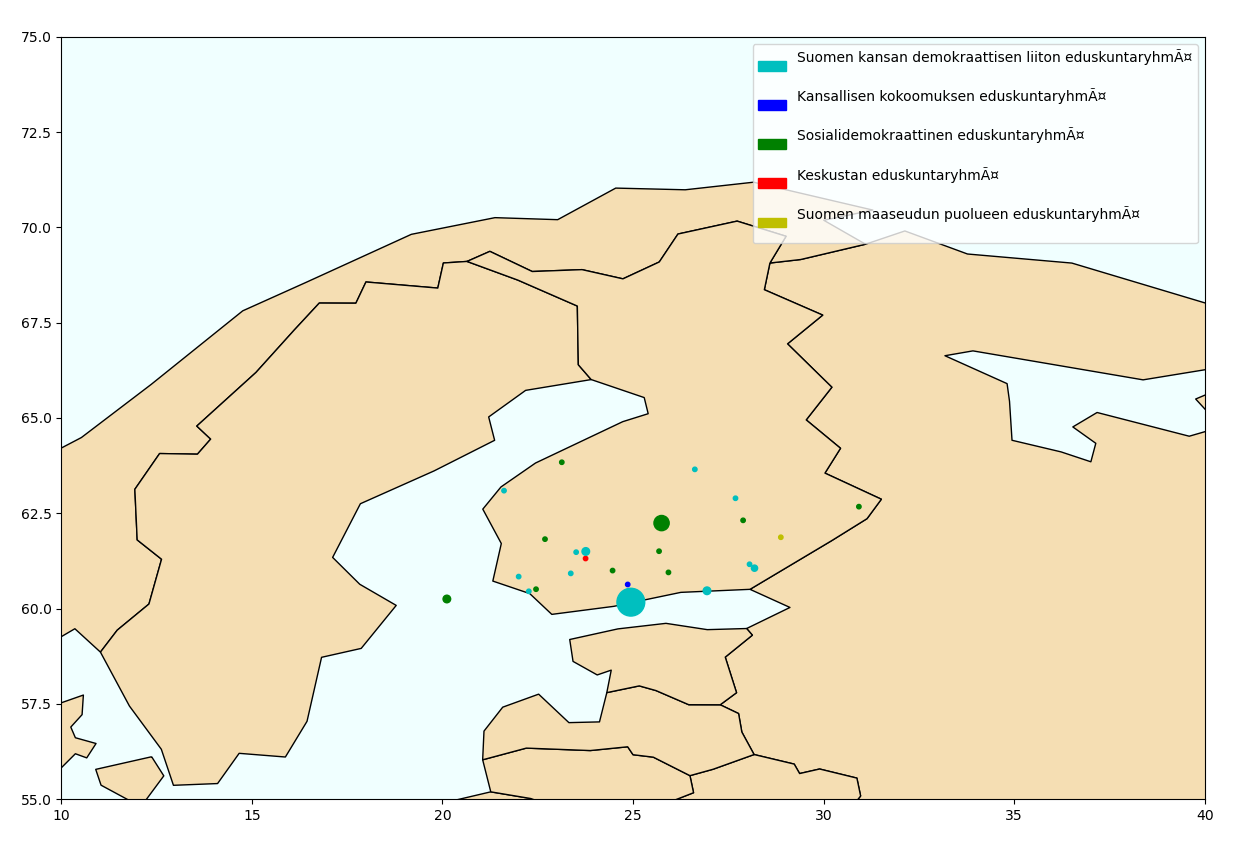 75.0
72.5
70.0
67.5
65.0
62.5
60.0
57.5
55.0
Suomen kansan demokraattisen liiton eduskuntaryhmÃ¤
Kansallisen kokoomuksen eduskuntaryhmÃ¤
Sosialidemokraattinen eduskuntaryhmÃ¤
Keskustan eduskuntaryhmÃ¤
Suomen maaseudun puolueen eduskuntaryhmÃ¤
10 15 20 25 30 35 40